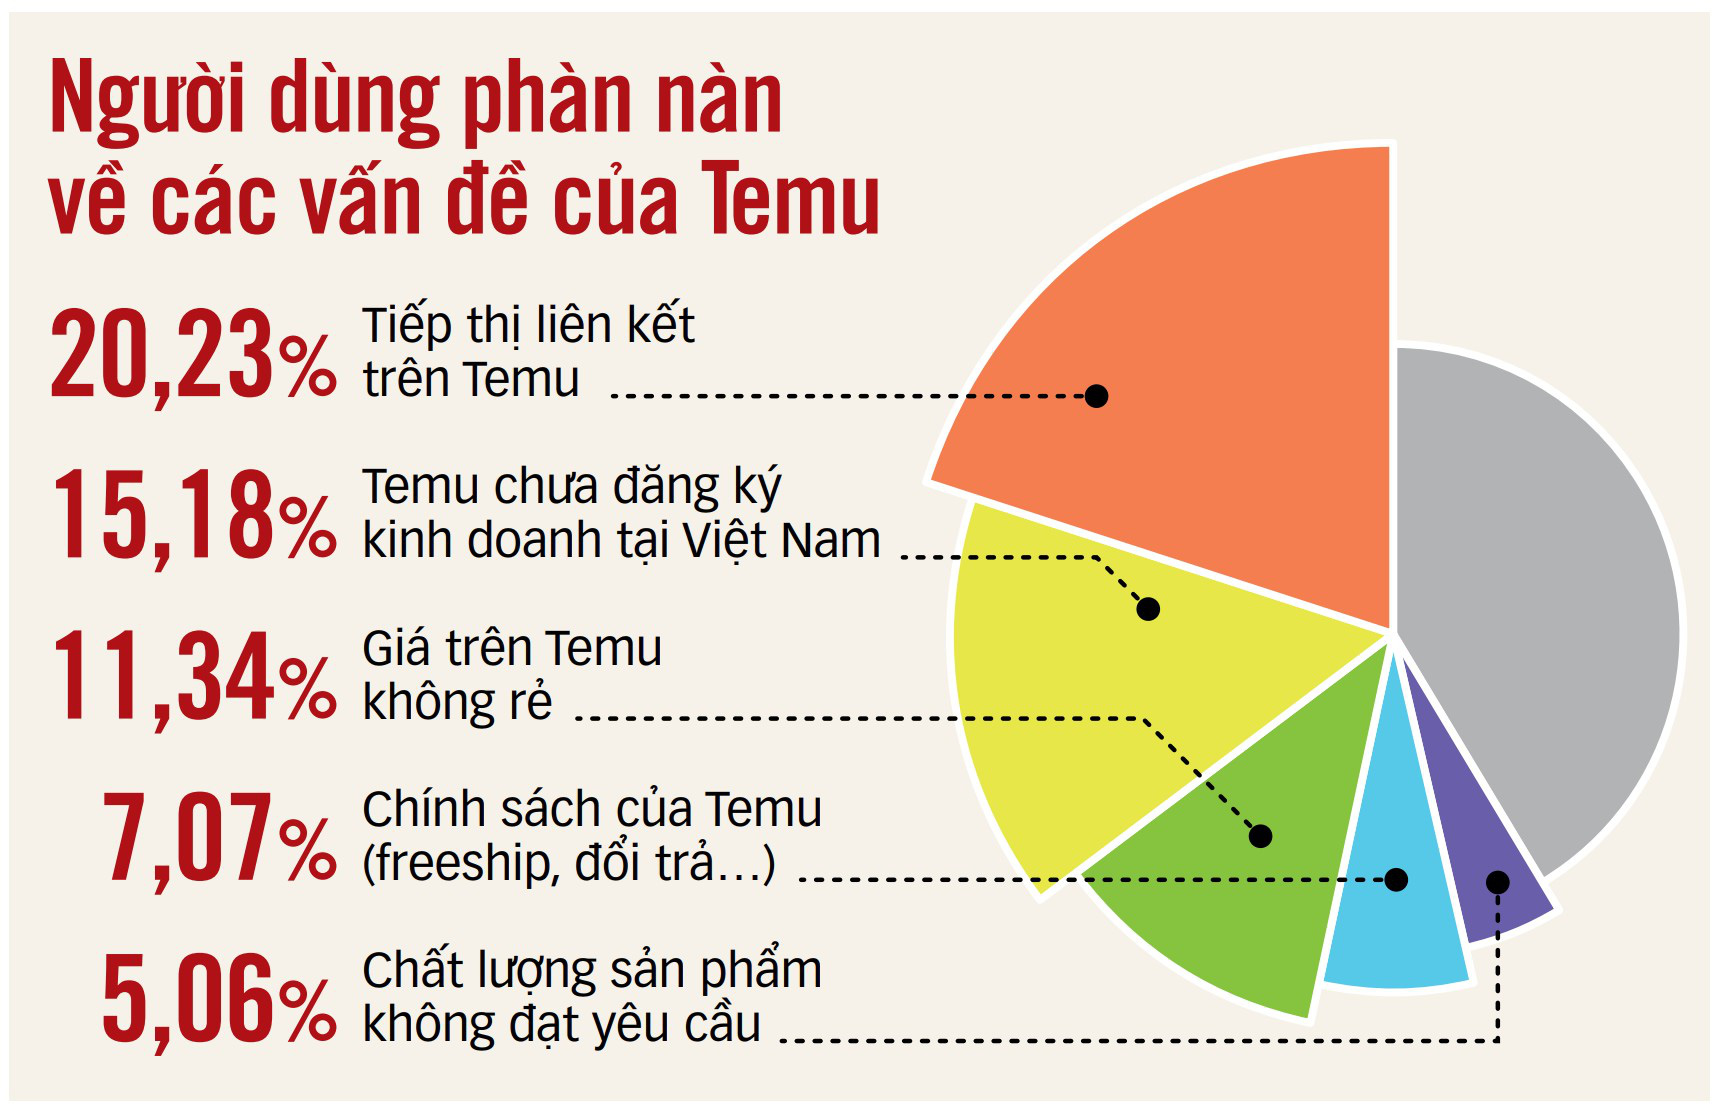 Người dùng phàn nàn
về các vấn đề của Temu
20,23% Tiếp thị liên kết
trên Temu
15,18% Temu chưa đăng ký
kinh doanh tại Việt Nam
11,34% Giá trên Temu
không rẻ
7,07% Chính sách của Temu
(freeship, đổi trả...)
5,06% Chất lượng sản phẩm
không đạt yêu cầu